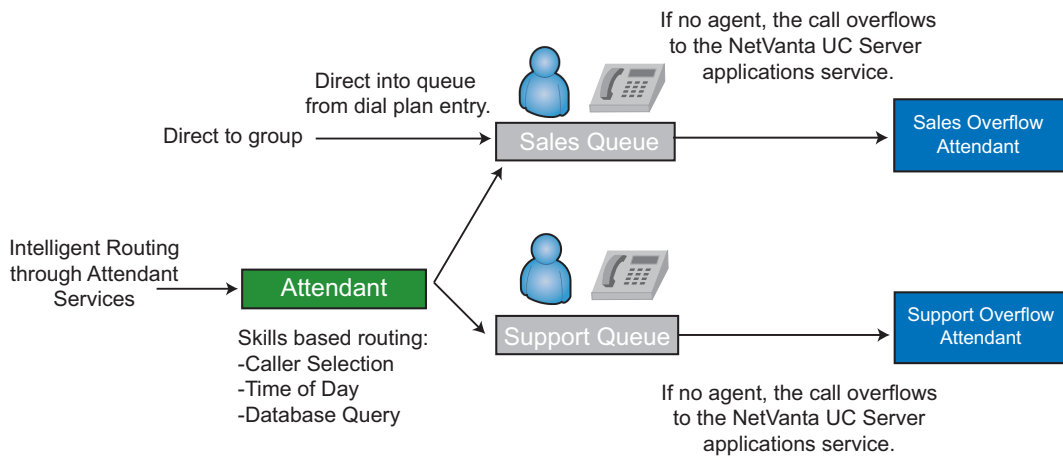 If no agent, the call overflows
to the NetVanta UC Server
applications service.
Direct into queue
from dial plan entry.
Direct to group
Sales Queue
Sales Overflow
Attendant
Intelligent Routing
through Attendant
Services
Attendant
Skills based routing:
-Caller Selection
-Time of Day
-Database Query
Support Queue
Support Overflow
Attendant
If no agent, the call overflows
to the NetVanta UC Server
applications service.